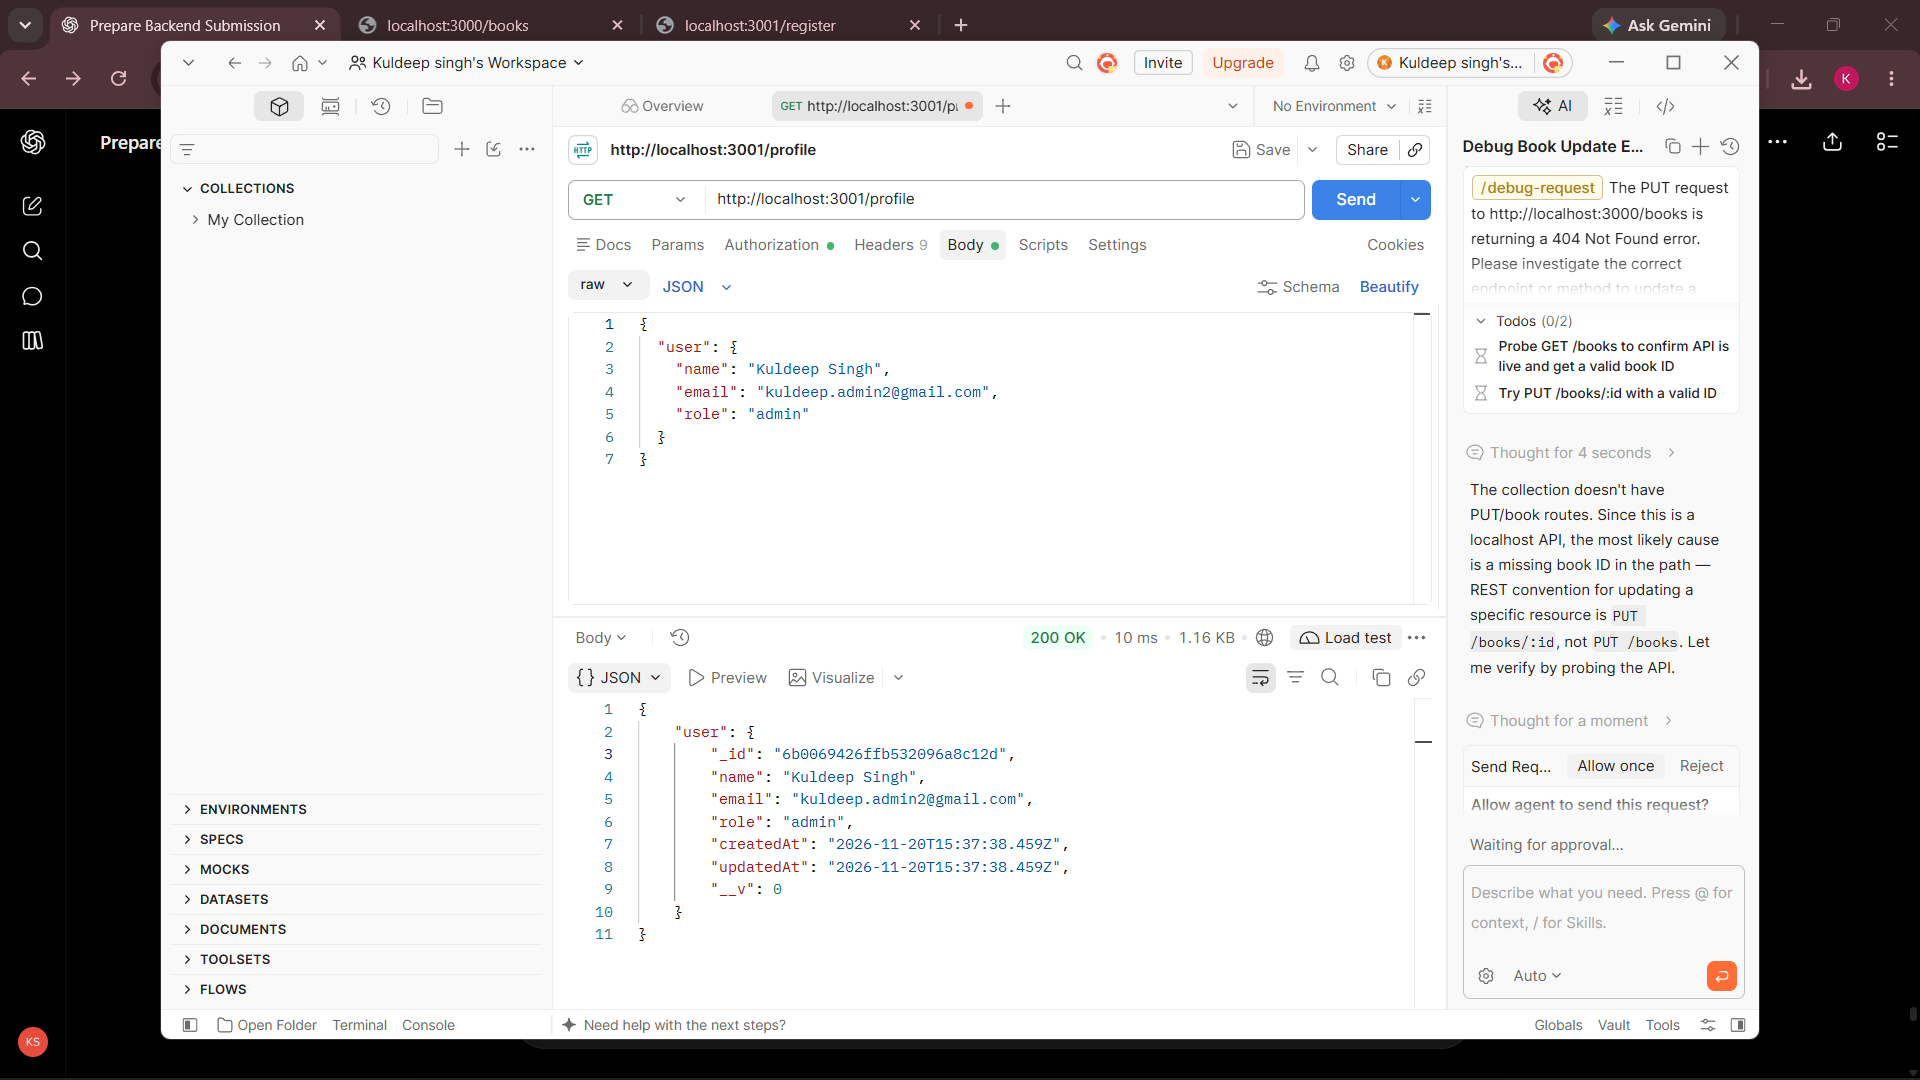 Prepare Backend Submission
localhost:3000/books
localhost:3001/register
Ask Gemini
K
Prepare
KS
Kuldeep singh's Workspace
Invite
Upgrade
Kuldeep singh's...
COLLECTIONS
My Collection
ENVIRONMENTS
SPECS
MOCKS
DATASETS
DOCUMENTS
TOOLSETS
FLOWS
Overview
GET http://localhost:3001/p
No Environment
HTTP http://localhost:3001/profile
Save
Share
GET
http://localhost:3001/profile
Send
Docs
Params
Authorization
Headers 9
Body
Scripts
Settings
Cookies
raw
JSON
Schema
Beautify
1 {
2 "user": {
3 "name": "Kuldeep Singh",
4 "email": "kuldeep.admin2@gmail.com",
5 "role": "admin"
6 }
7 }
Body
200 OK
10 ms
1.16 KB
Load test
{} JSON
Preview
Visualize
1 {
2 "user": {
3 "_id": "6b0069426ffb532096a8c12d",
4 "name": "Kuldeep Singh",
5 "email": "kuldeep.admin2@gmail.com",
6 "role": "admin",
7 "createdAt": "2026-11-20T15:37:38.459Z",
8 "updatedAt": "2026-11-20T15:37:38.459Z",
9 "__v": 0
10 }
11 }
AI
Debug Book Update E...
/debug-request The PUT request
to http://localhost:3000/books is
returning a 404 Not Found error.
Please investigate the correct
endpoint or method to update a
Todos (0/2)
Probe GET /books to confirm API is
live and get a valid book ID
Try PUT /books/:id with a valid ID
Thought for 4 seconds
The collection doesn't have
PUT/book routes. Since this is a
localhost API, the most likely cause
is a missing book ID in the path —
REST convention for updating a
specific resource is PUT
/books/:id, not PUT /books. Let
me verify by probing the API.
Thought for a moment
Send Req...
Allow once
Reject
Allow agent to send this request?
Waiting for approval...
Describe what you need. Press @ for
context, / for Skills.
Auto
Open Folder
Terminal
Console
Need help with the next steps?
Globals
Vault
Tools